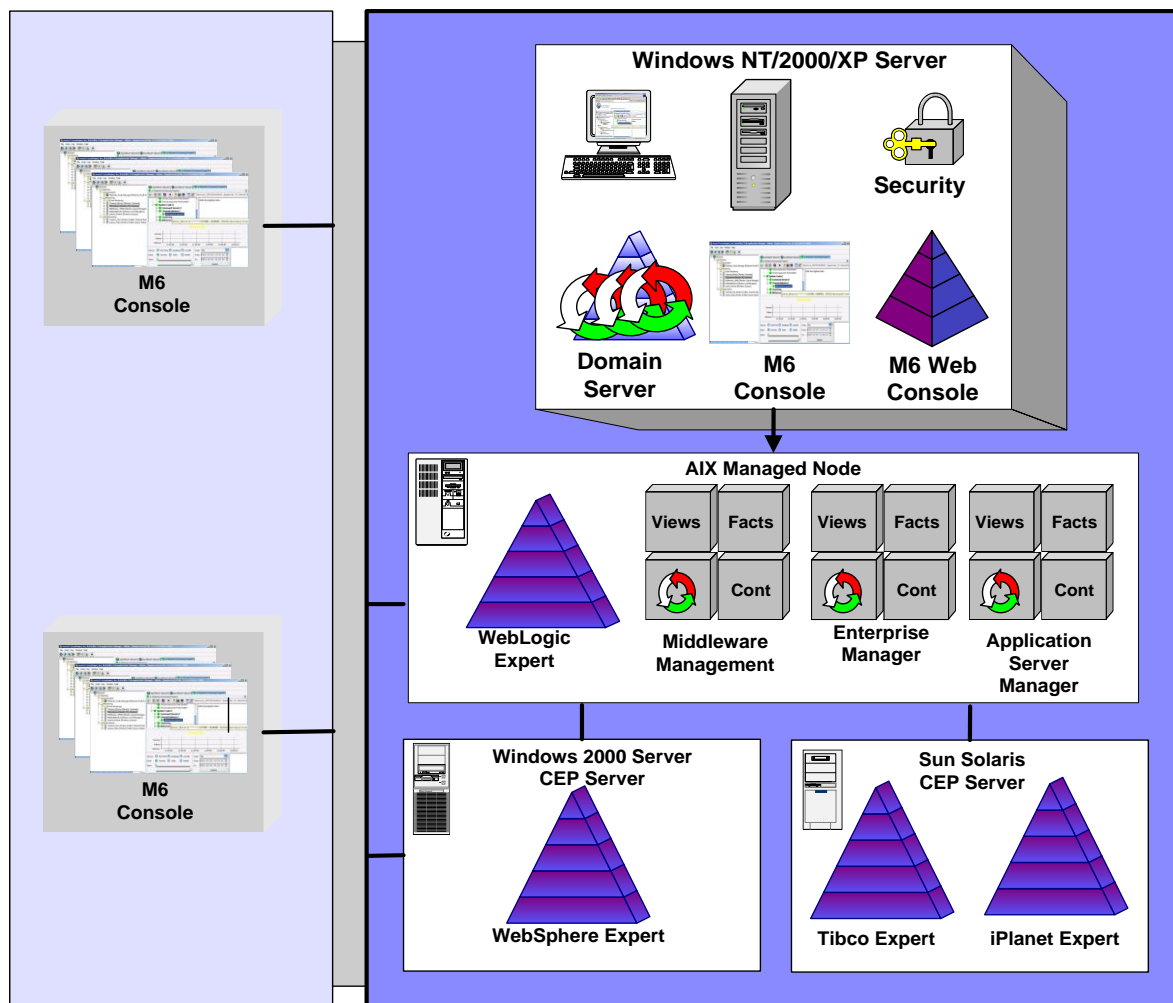 Windows NT/2000/XP Server
Security
Domain
Server
M6
Console
M6 Web
Console
M6
Console
AIX Managed Node
Views
Facts
Cont
Views
Facts
Cont
Views
Facts
Cont
WebLogic
Expert
Middleware
Management
Enterprise
Manager
Application
Server
Manager
M6
Console
Windows 2000 Server
CEP Server
WebSphere Expert
Sun Solaris
CEP Server
Tibco Expert
iPlanet Expert